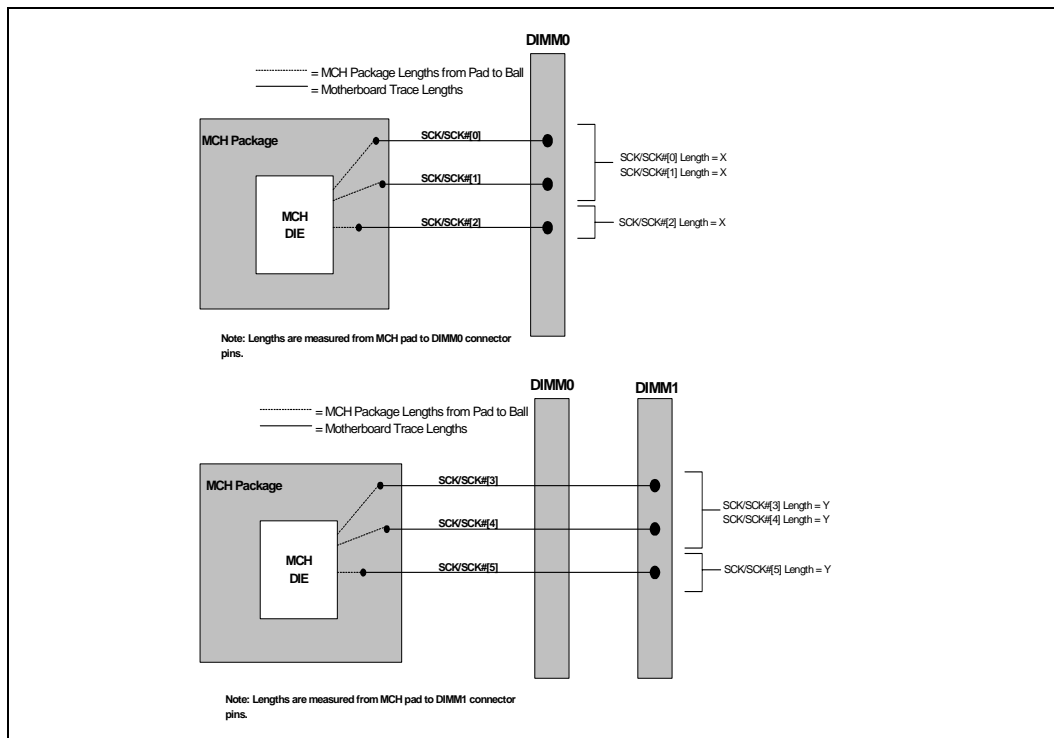 DIMM0
= MCH Package Lengths from Pad to Ball
= Motherboard Trace Lengths
MCH Package
SCK/SCK#[0]
SCK/SCK#[1]
SCK/SCK#[2]
MCH
DIE
SCK/SCK#[0] Length = X
SCK/SCK#[1] Length = X
SCK/SCK#[2] Length = X
Note: Lengths are measured from MCH pad to DIMM0 connector
pins.
DIMM0
DIMM1
= MCH Package Lengths from Pad to Ball
= Motherboard Trace Lengths
MCH Package
SCK/SCK#[3]
SCK/SCK#[4]
SCK/SCK#[5]
MCH
DIE
SCK/SCK#[3] Length = Y
SCK/SCK#[4] Length = Y
SCK/SCK#[5] Length = Y
Note: Lengths are measured from MCH pad to DIMM1 connector
pins.